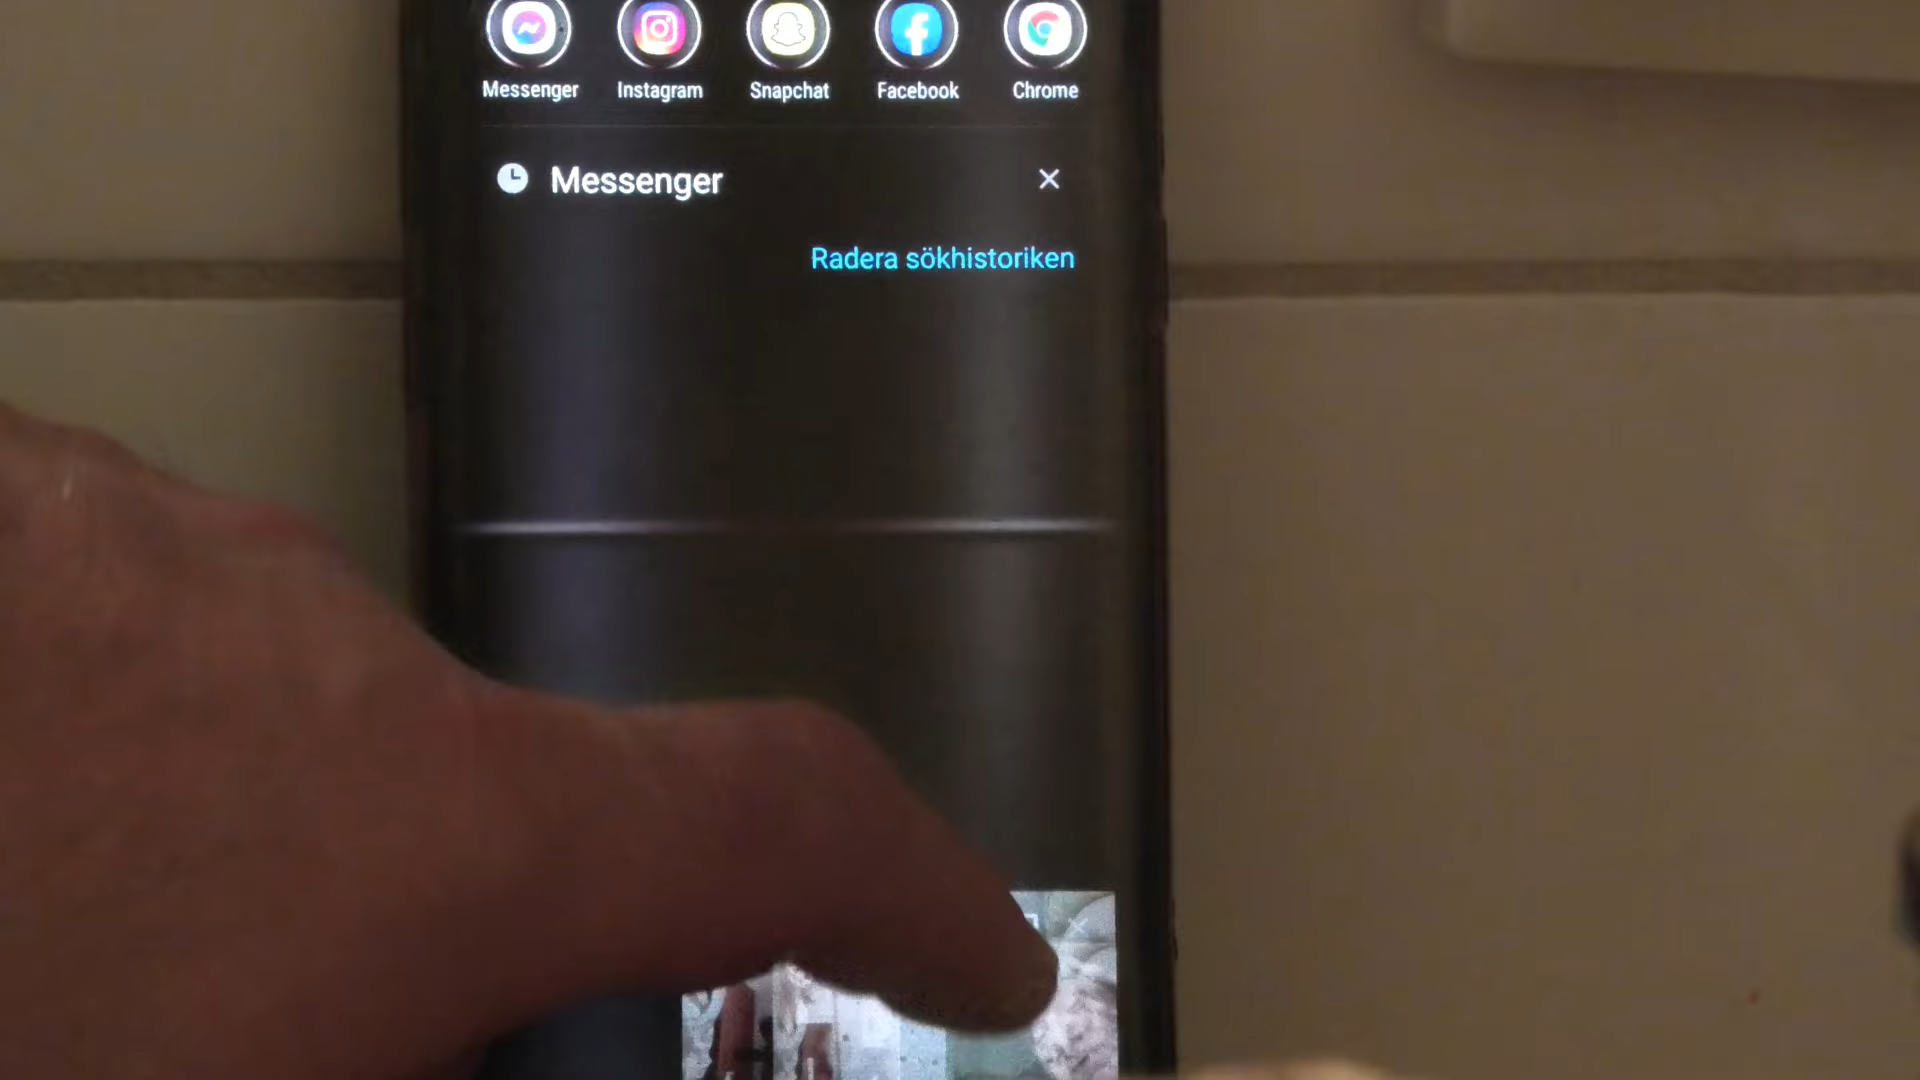 Messenger Instagram Snapchat Facebook Chrome
Messenger
Radera sökhistoriken